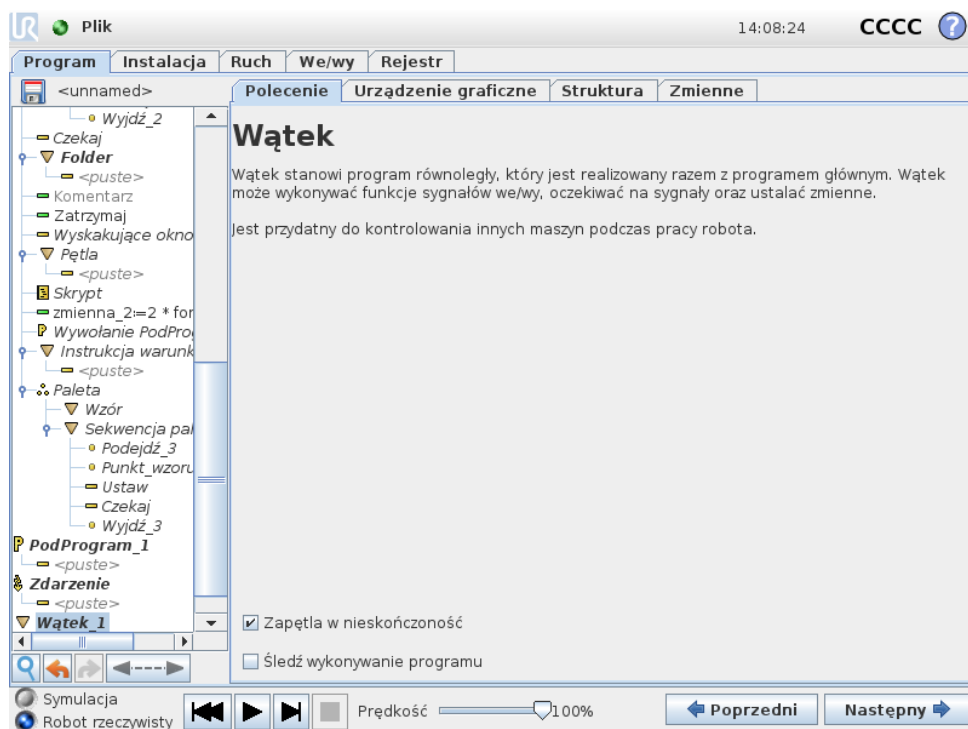 Plik
14:08:24
CCCC
?
Program
Instalacja
Ruch
We/wy
Rejestr
<unnamed>
Polecenie
Urządzenie graficzne
Struktura
Zmienne
Wyjdź_2
Czekaj
Folder
<puste>
Komentarz
Zatrzymaj
Wyskakujące okno
Pętla
<puste>
Skrypt
zmienna_2:=2 * for
Wywołanie PodPro
Instrukcja warunk
<puste>
Paleta
Wzór
Sekwencja pal
Podejdź_3
Punkt_wzoru
Ustaw
Czekaj
Wyjdź_3
PodProgram_1
<puste>
Zdarzenie
<puste>
Wątek_1
Wątek
Wątek stanowi program równoległy, który jest realizowany razem z programem głównym. Wątek
może wykonywać funkcje sygnałów we/wy, oczekiwać na sygnały oraz ustalać zmienne.
Jest przydatny do kontrolowania innych maszyn podczas pracy robota.
Zapętla w nieskończoność
Śledź wykonywanie programu
Symulacja
Robot rzeczywisty
Prędkość
100%
Poprzedni
Następny